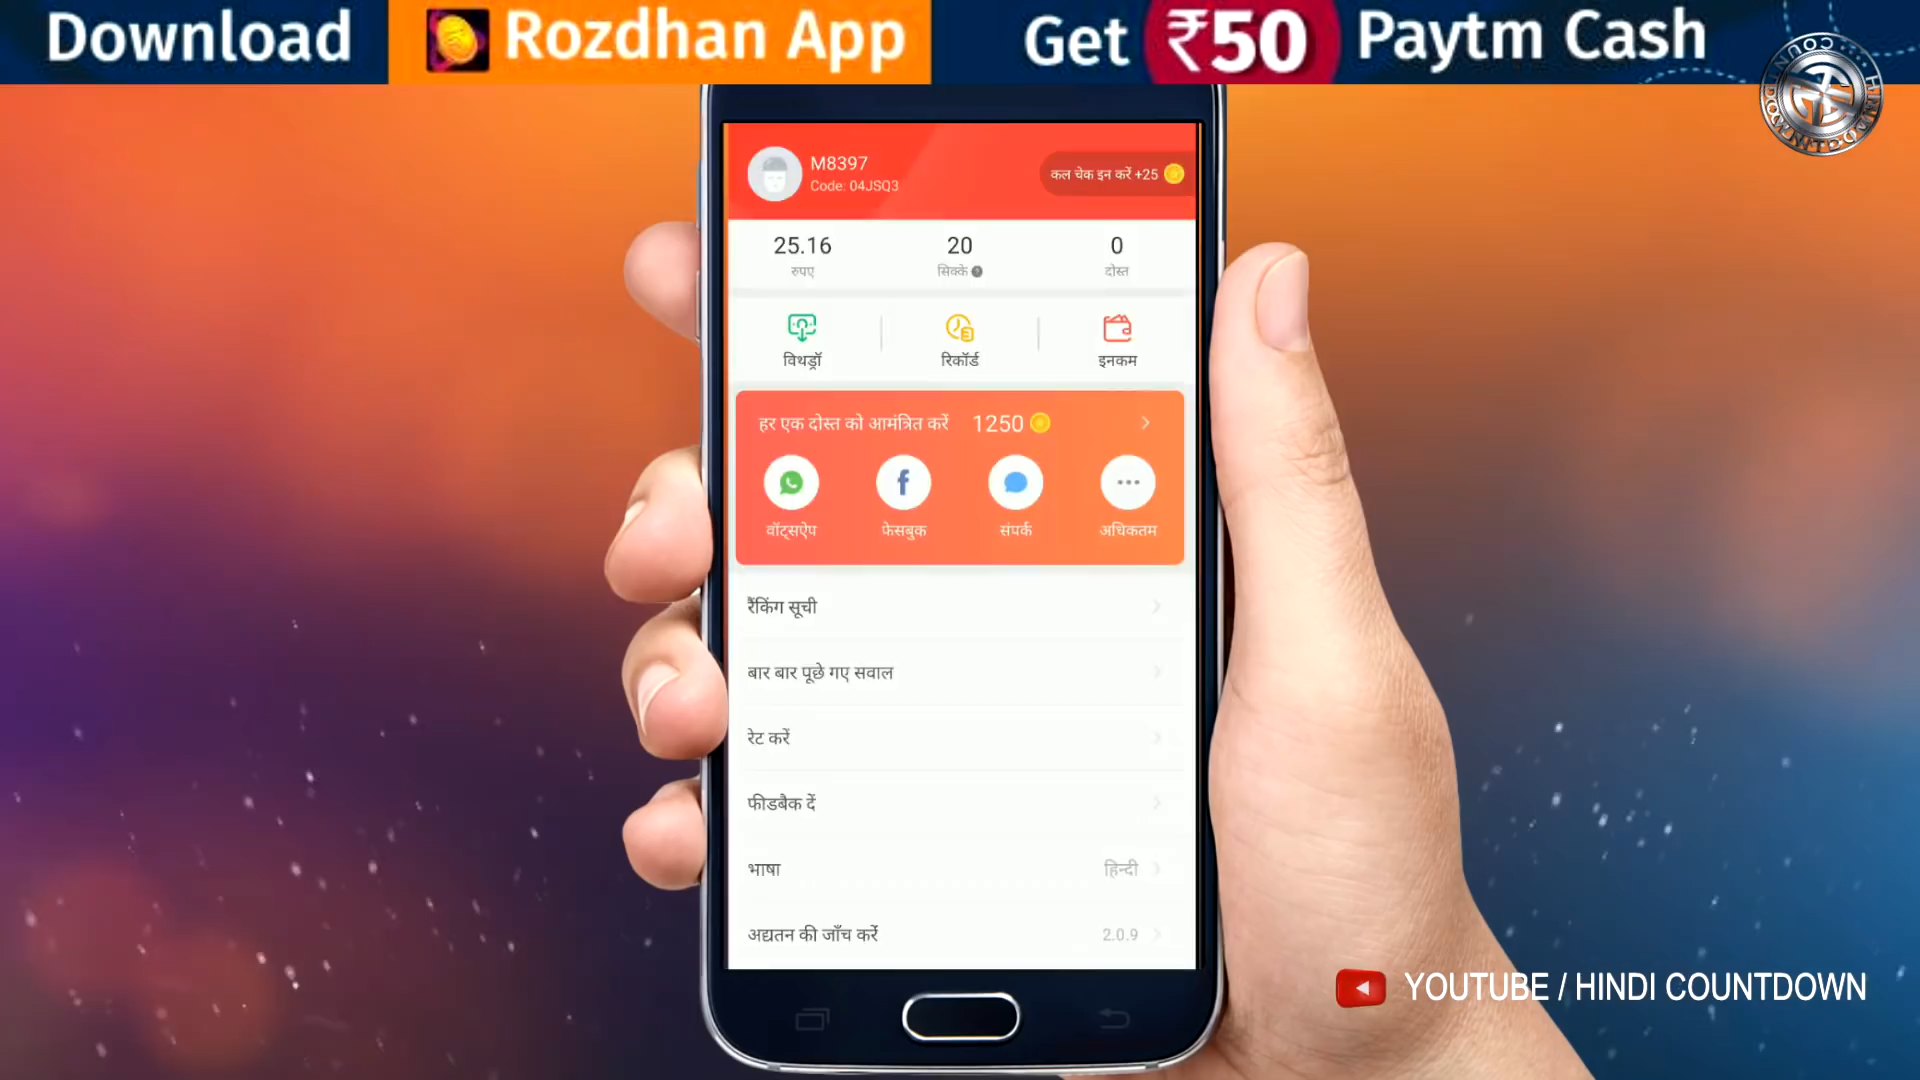 Download Rozdhan App Get ₹50 Paytm Cash
HINDI COUNTDOWN
M8397
Code: 04JSQ3
कल चेक इन करें +25
25.16 20 0
रुपए सिक्के दोस्त
विथड्रॉ रिकॉर्ड इनकम
हर एक दोस्त को आमंत्रित करें 1250
वॉट्सऐप फेसबुक संपर्क अधिकतम
रैंकिंग सूची
बार बार पूछे गए सवाल
रेट करें
फीडबैक दें
भाषा हिन्दी
अद्यतन की जाँच करें 2.0.9
YOUTUBE / HINDI COUNTDOWN